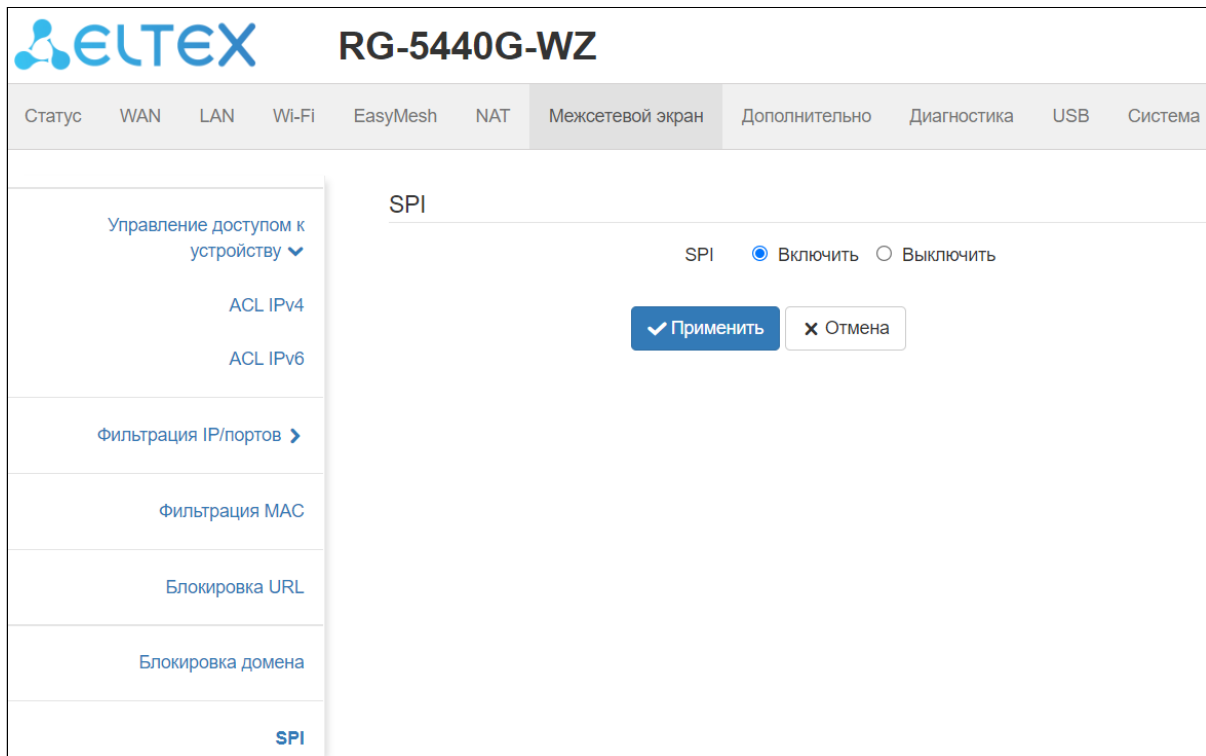 ELTEX RG-5440G-WZ
Статус WAN LAN Wi-Fi EasyMesh NAT Межсетевой экран Дополнительно Диагностика USB Система
SPI
Управление доступом к
устройству
SPI Включить Выключить
ACL IPv4
Применить Отмена
ACL IPv6
Фильтрация IP/портов
Фильтрация MAC
Блокировка URL
Блокировка домена
SPI